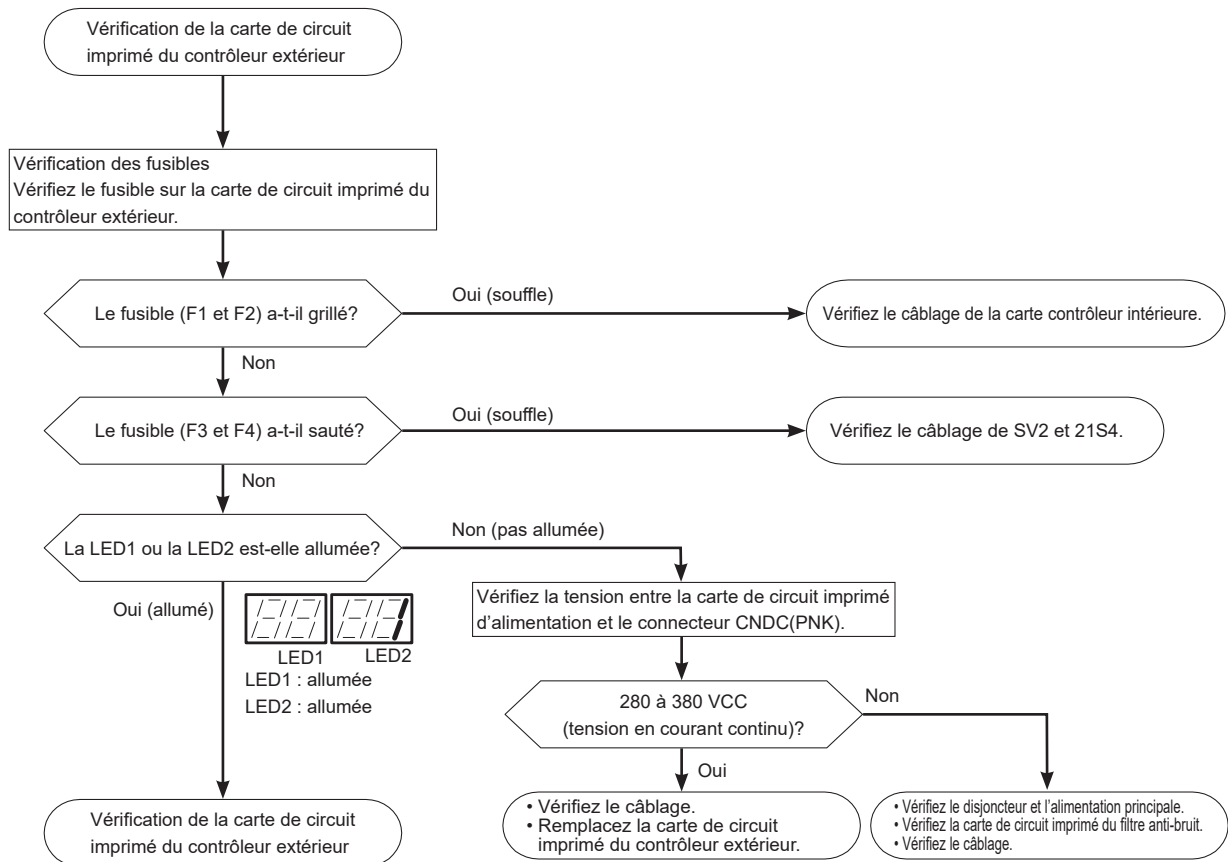 Vérification de la carte de circuit
imprimé du contrôleur extérieur
Vérification des fusibles
Vérifiez le fusible sur la carte de circuit imprimé du
contrôleur extérieur.
Le fusible (F1 et F2) a-t-il grillé?
Oui (souffle)
Vérifiez le câblage de la carte contrôleur intérieure.
Non
Le fusible (F3 et F4) a-t-il sauté?
Oui (souffle)
Vérifiez le câblage de SV2 et 21S4.
Non
La LED1 ou la LED2 est-elle allumée?
Non (pas allumée)
Oui (allumé)
LED1
LED2
LED1 : allumée
LED2 : allumée
Vérifiez la tension entre la carte de circuit imprimé
d’alimentation et le connecteur CNDC(PNK).
280 à 380 VCC
(tension en courant continu)?
Non
Oui
Vérification de la carte de circuit
imprimé du contrôleur extérieur
• Vérifiez le câblage.
• Remplacez la carte de circuit
imprimé du contrôleur extérieur.
• Vérifiez le disjoncteur et l’alimentation principale.
• Vérifiez la carte de circuit imprimé du filtre anti-bruit.
• Vérifiez le câblage.